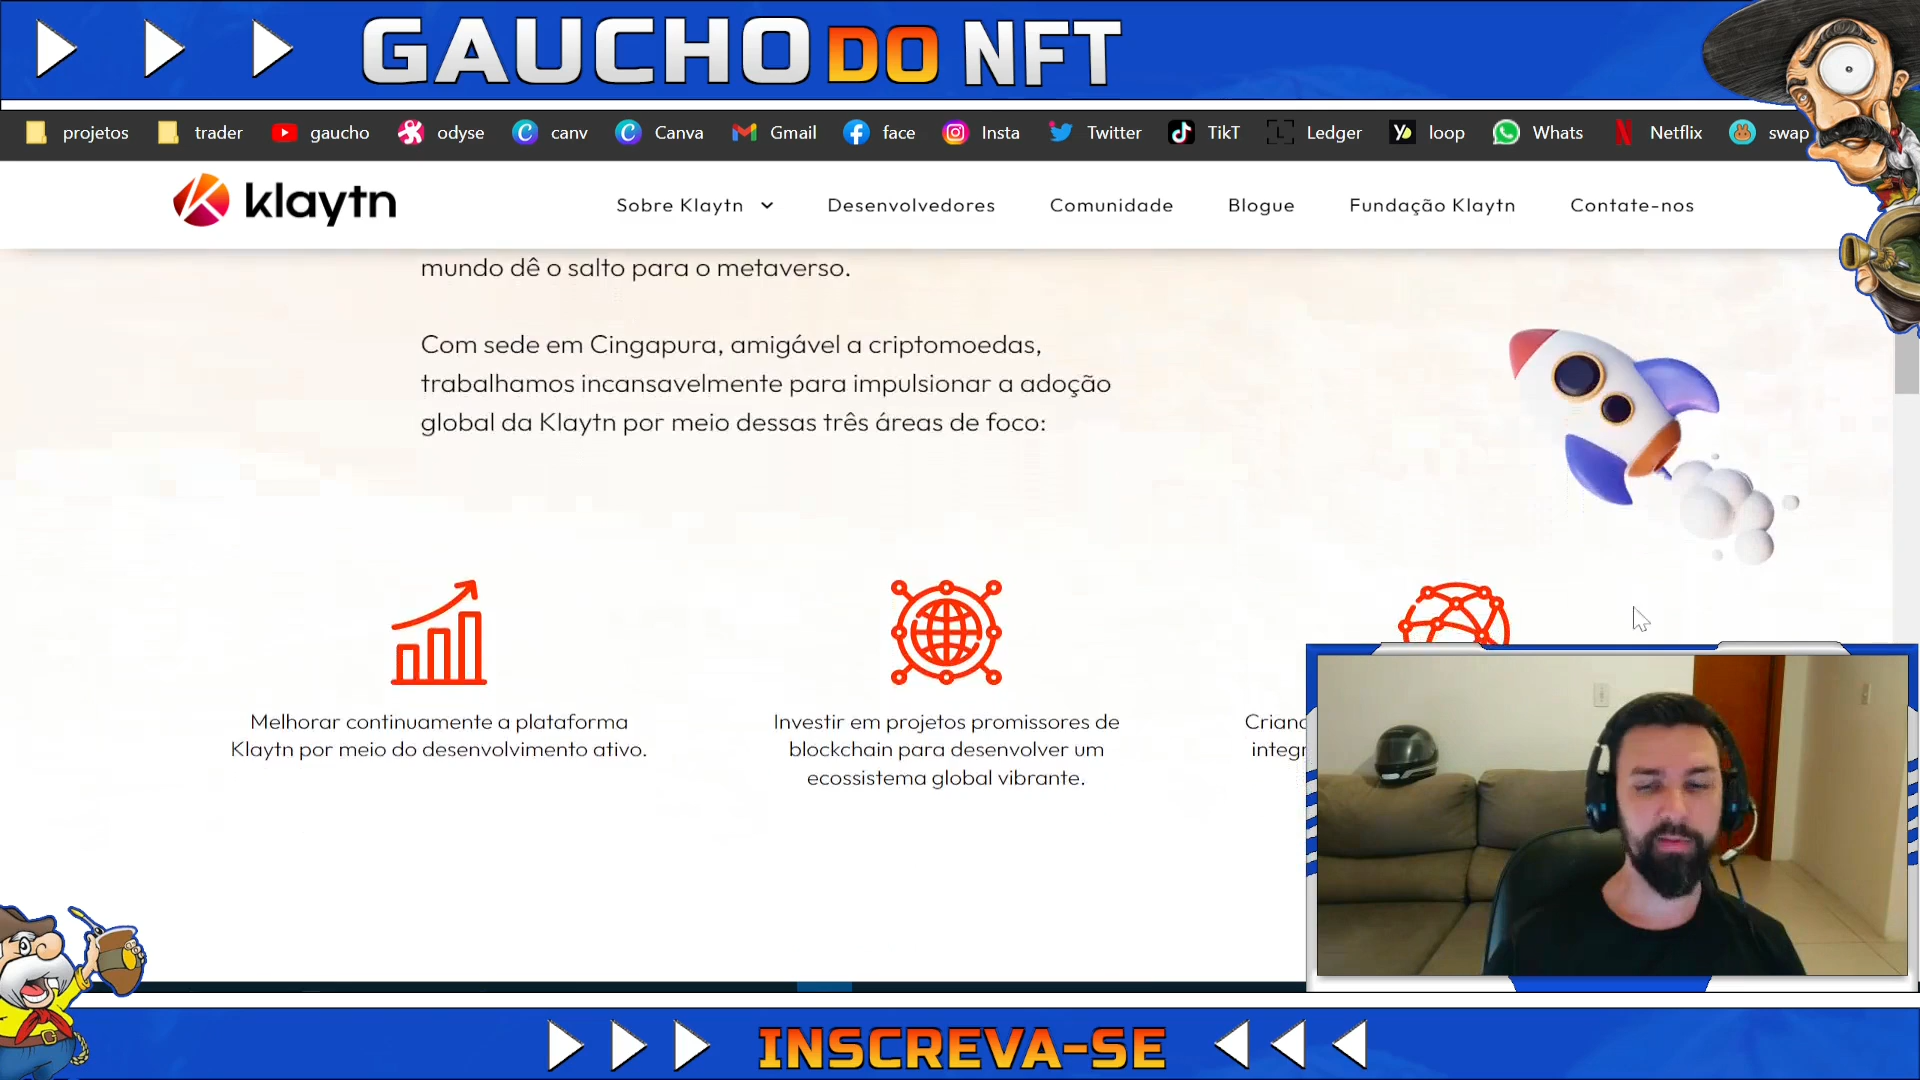 GAUCHO DO NFT
projetos trader gaucho odyse canv Canva Gmail face Insta Twitter TikT Ledger loop Whats Netflix swap
klaytn
Sobre Klaytn Desenvolvedores Comunidade Blogue Fundação Klaytn Contate-nos
mundo dê o salto para o metaverso.
Com sede em Cingapura, amigável a criptomoedas,
trabalhamos incansavelmente para impulsionar a adoção
global da Klaytn por meio dessas três áreas de foco:
Melhorar continuamente a plataforma
Klaytn por meio do desenvolvimento ativo.
Investir em projetos promissores de
blockchain para desenvolver um
ecossistema global vibrante.
INSCREVA-SE